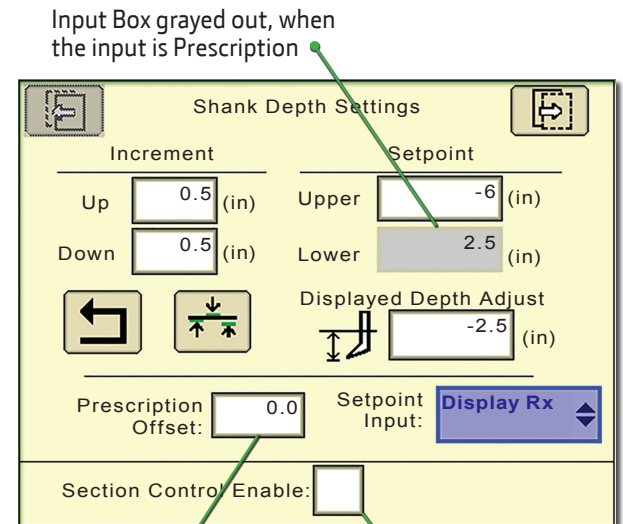 Input Box grayed out, when
the input is Prescription
Shank Depth Settings
Increment
Setpoint
Up 0.5 (in)
Upper -6 (in)
Down 0.5 (in)
Lower 2.5 (in)
Displayed Depth Adjust
-2.5 (in)
Prescription
Offset: 0.0
Setpoint
Input: Display Rx
Section Control Enable: